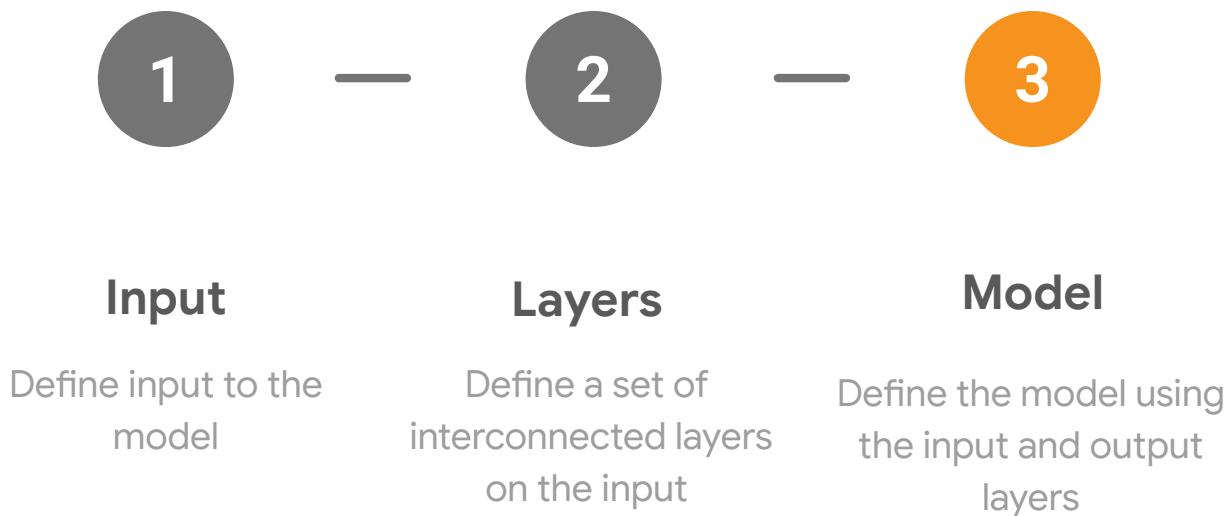 1
2
3
Input
Define input to the
model
Layers
Define a set of
interconnected layers
on the input
Model
Define the model using
the input and output
layers